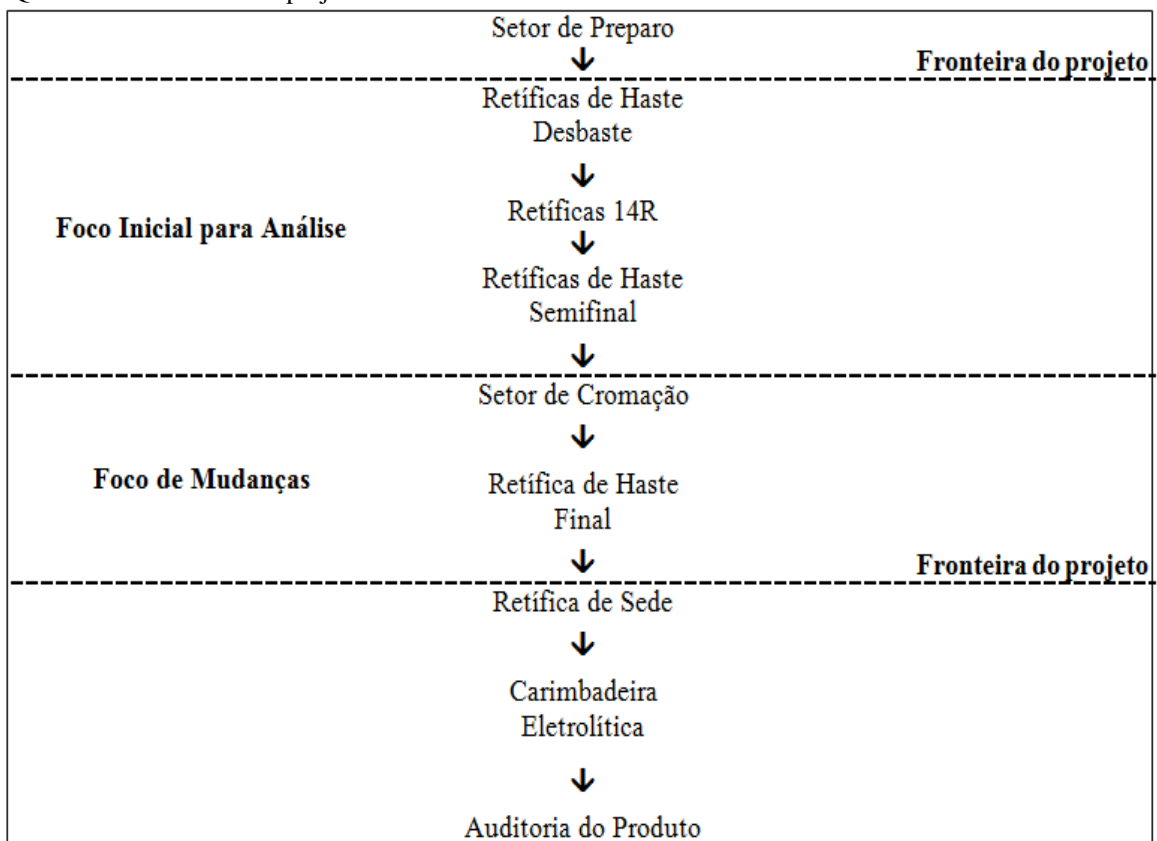 Setor de Preparo
Fronteira do projeto
Retíficas de Haste
Desbaste
Retíficas 14R
Foco Inicial para Análise
Retíficas de Haste
Semifinal
Setor de Cromação
Foco de Mudanças
Retífica de Haste
Final
Fronteira do projeto
Retífica de Sede
Carimbadeira
Eletrolítica
Auditoria do Produto